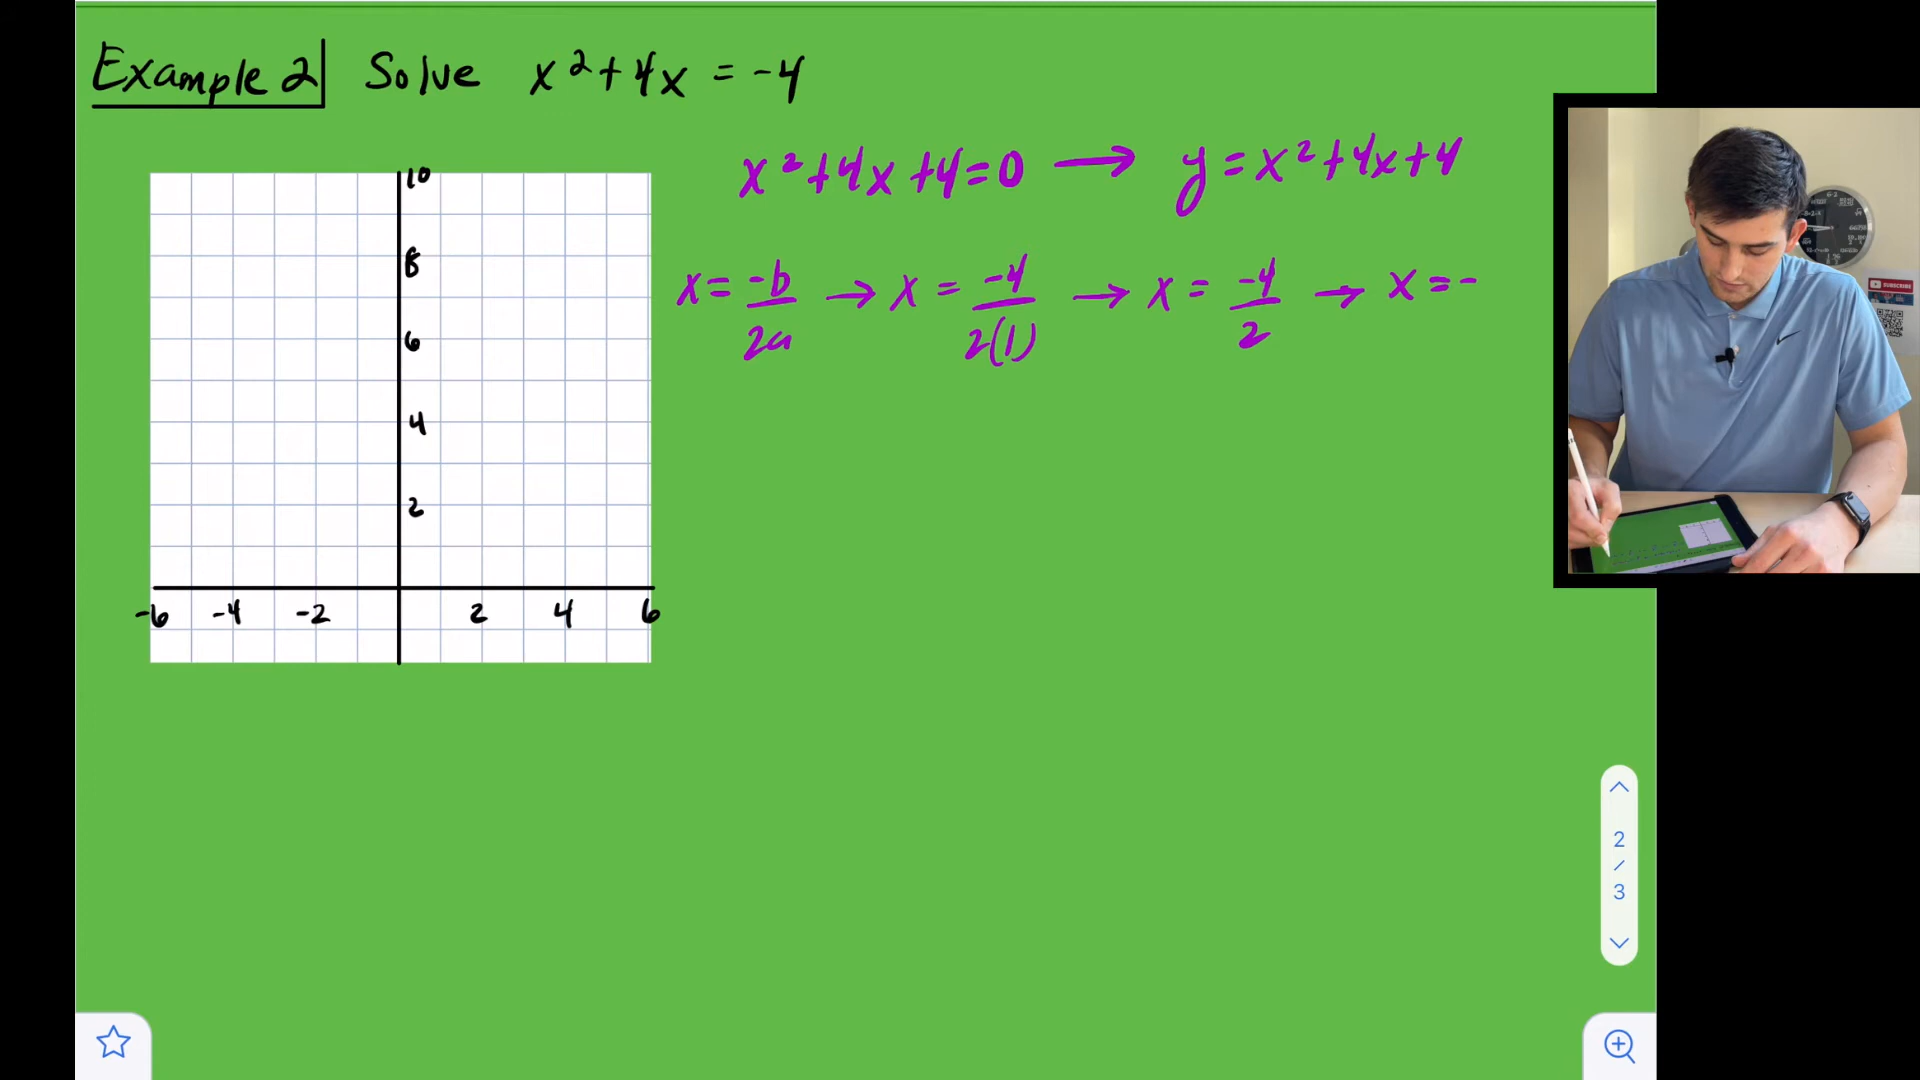 Example 2 Solve x²+4x = -4
x²+4x+4=0 → y=x²+4x+4
x = -b/2a → x = -4/2(1) → x = -4/2 → x = -
10
8
6
4
2
-6 -4 -2 2 4 6
SUBSCRIBE
2
/
3